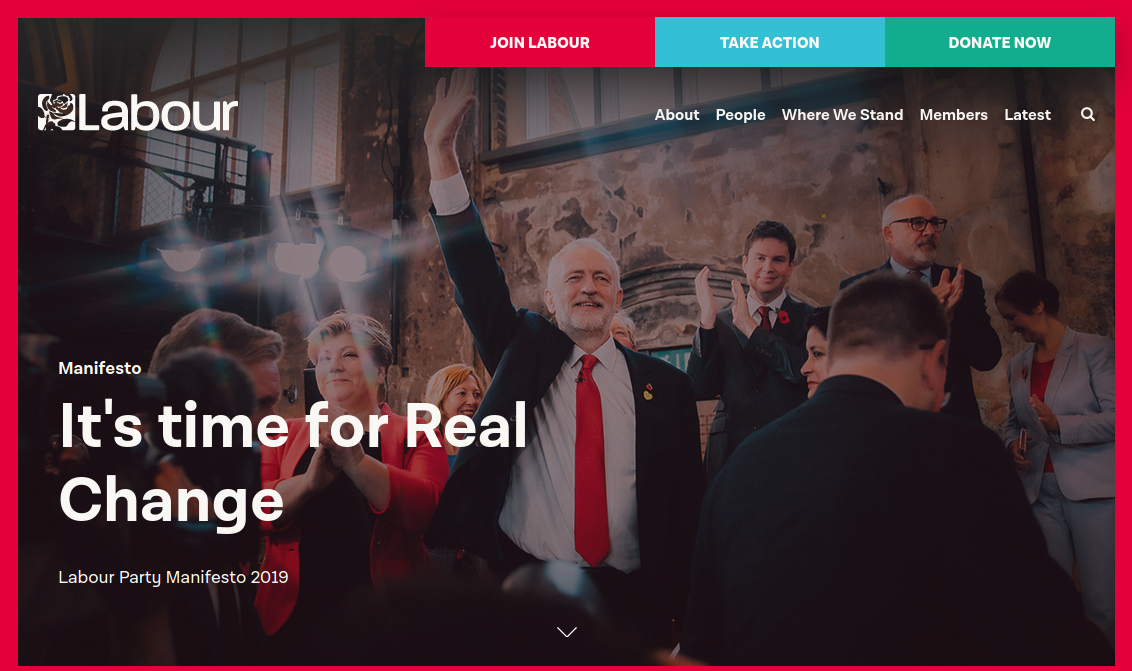 JOIN LABOUR
TAKE ACTION
DONATE NOW
Labour
About
People
Where We Stand
Members
Latest
Manifesto
It's time for Real
Change
Labour Party Manifesto 2019